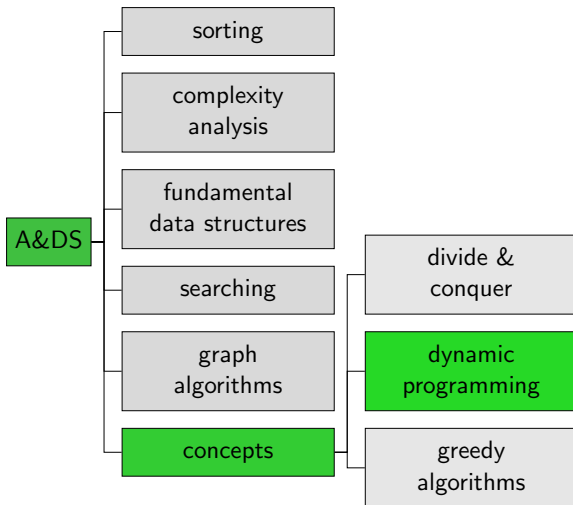 sorting
complexity
analysis
fundamental
data structures
A&DS
searching
graph
algorithms
concepts
divide &
conquer
dynamic
programming
greedy
algorithms